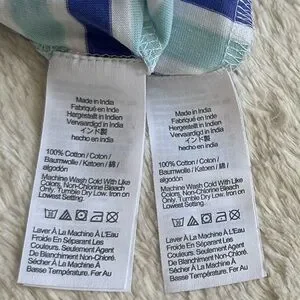 Made in India
Fabriqué en Inde
Hergestellt in Indien
Vervaardigd in India
インド製
hecho en India
100% Cotton / Coton /
Baumwolle / Katoen / 綿 /
algodón
Machine Wash Cold With Like
Colors, Non-Chlorine Bleach
Only. Tumble Dry Low. Iron on
Lowest Setting.
Laver À La Machine À L'Eau
Froide En Séparant Les
Couleurs. Seulement Agent
De Blanchiment Non-Chloré.
Sécher À La Machine À
Basse Température. Fer Au
Made in India
Fabriqué en Inde
Hergestellt in Indien
Vervaardigd in India
インド製
hecho en India
100% Cotton / Coton /
Baumwolle / Katoen / 綿 /
algodón
Machine Wash Cold With Like
Colors, Non-Chlorine Bleach
Only. Tumble Dry Low. Iron on
Lowest Setting.
Laver À La Machine À L'Eau
Froide En Séparant Les
Couleurs. Seulement Agent
De Blanchiment Non-Chloré.
Sécher À La Machine À
Basse Température. Fer Au